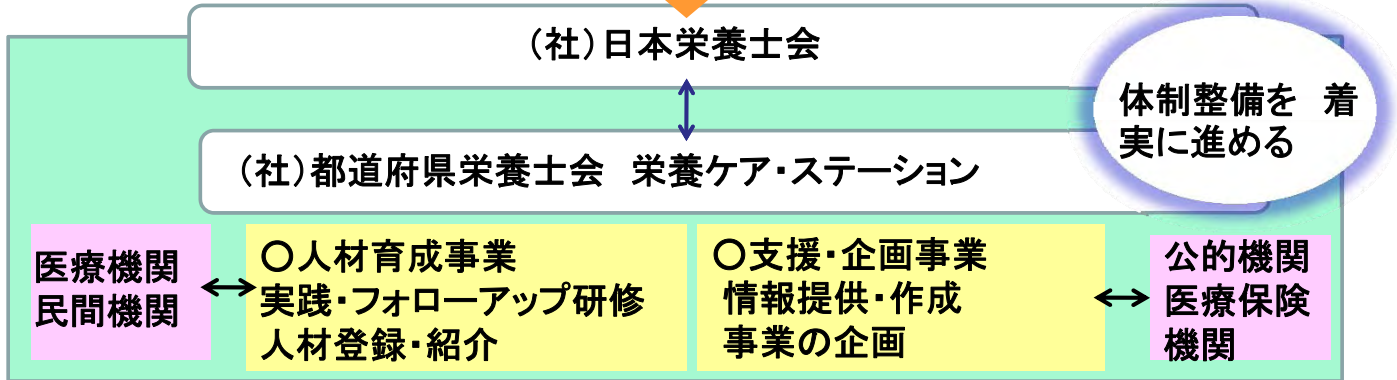 （社）日本栄養士会
体制整備を　着
実に進める
（社）都道府県栄養士会　栄養ケア・ステーション
医療機関
民間機関
〇人材育成事業
実践・フォローアップ研修
人材登録・紹介
〇支援・企画事業
情報提供・作成
事業の企画
公的機関
医療保険
機関